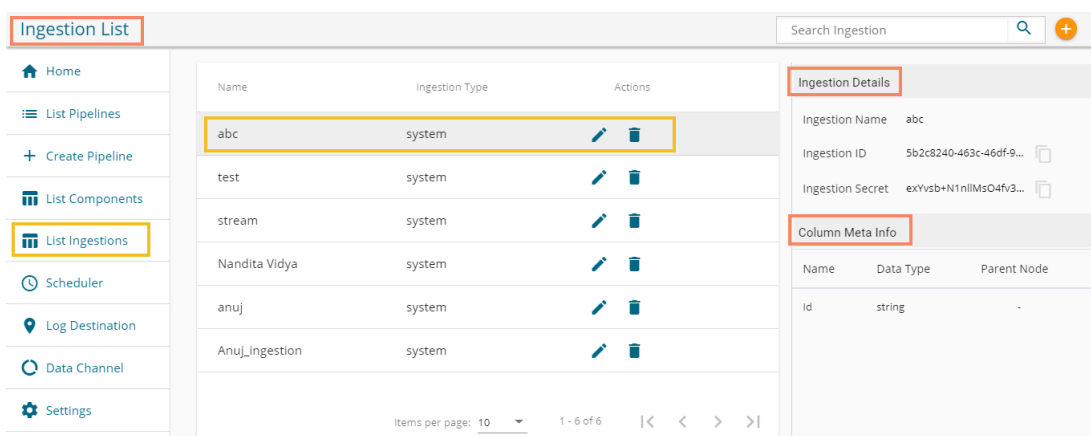 Ingestion List
Search Ingestion
Home
List Pipelines
Create Pipeline
List Components
List Ingestions
Scheduler
Log Destination
Data Channel
Settings
Name Ingestion Type Actions
abc system
test system
stream system
Nandita Vidya system
anuj system
Anuj_ingestion system
Items per page: 10 1 - 6 of 6
Ingestion Details
Ingestion Name abc
Ingestion ID 5b2c8240-463c-46df-9...
Ingestion Secret exYvsb+N1nllMsO4fv3...
Column Meta Info
Name Data Type Parent Node
Id string -